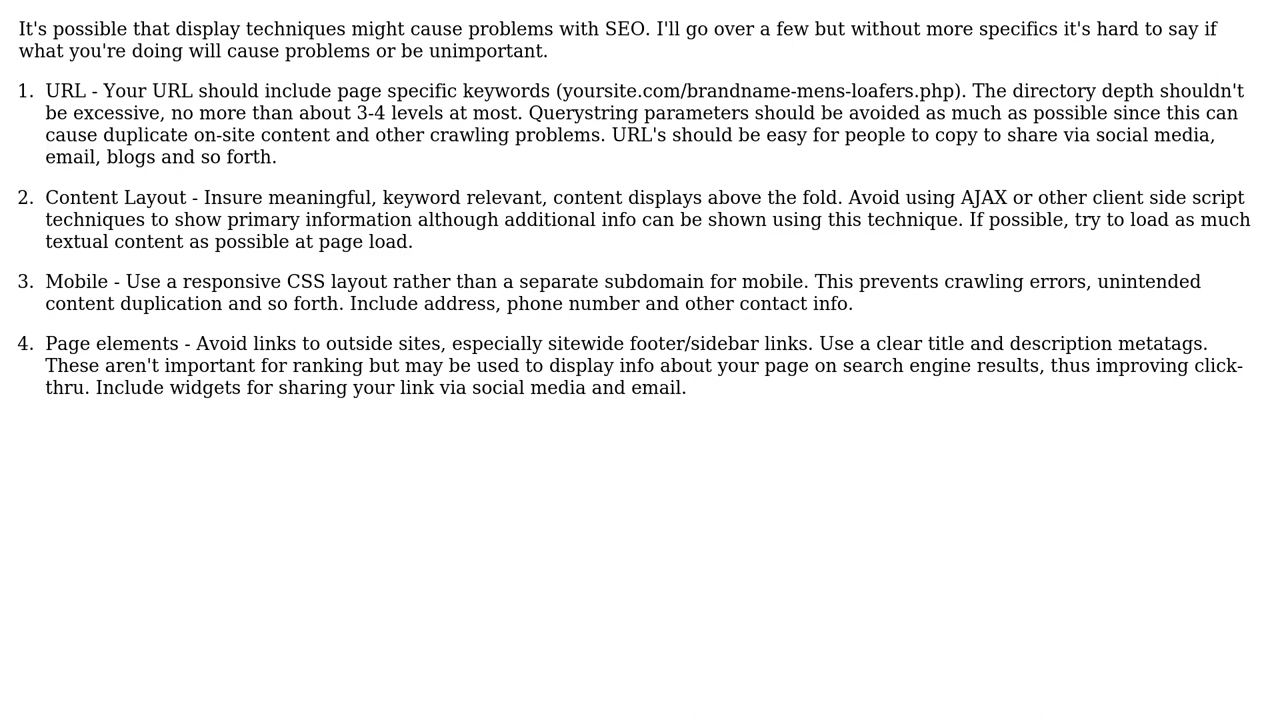 It's possible that display techniques might cause problems with SEO. I'll go over a few but without more specifics it's hard to say if
what you're doing will cause problems or be unimportant.
1. URL - Your URL should include page specific keywords (yoursite.com/brandname-mens-loafers.php). The directory depth shouldn't
be excessive, no more than about 3-4 levels at most. Querystring parameters should be avoided as much as possible since this can
cause duplicate on-site content and other crawling problems. URL's should be easy for people to copy to share via social media,
email, blogs and so forth.
2. Content Layout - Insure meaningful, keyword relevant, content displays above the fold. Avoid using AJAX or other client side script
techniques to show primary information although additional info can be shown using this technique. If possible, try to load as much
textual content as possible at page load.
3. Mobile - Use a responsive CSS layout rather than a separate subdomain for mobile. This prevents crawling errors, unintended
content duplication and so forth. Include address, phone number and other contact info.
4. Page elements - Avoid links to outside sites, especially sitewide footer/sidebar links. Use a clear title and description metatags.
These aren't important for ranking but may be used to display info about your page on search engine results, thus improving click-
thru. Include widgets for sharing your link via social media and email.